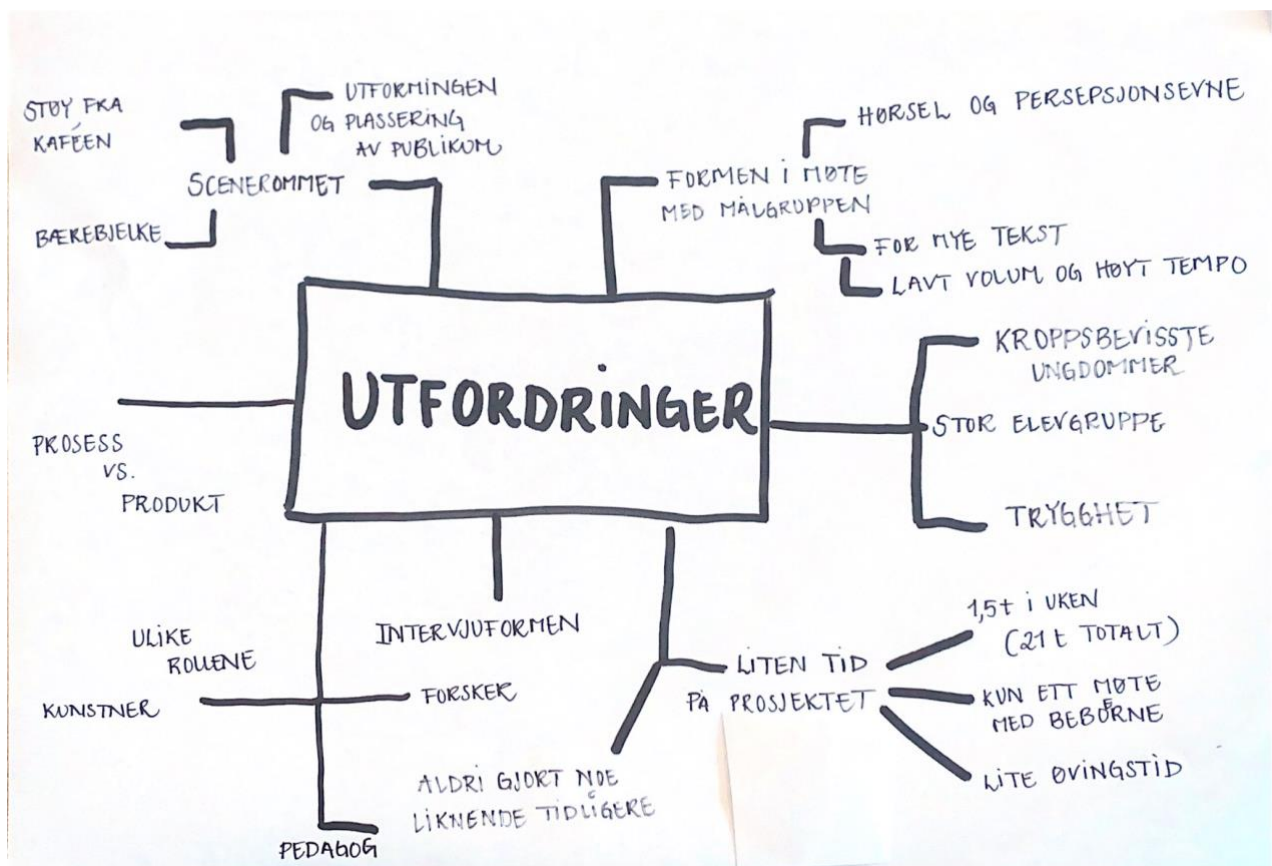 STØY FRA
KAFÉEN
UTFORMINGEN
OG PLASSERING
AV PUBLIKUM
SCENEROMMET
BÆREBJELKE
HØRSEL OG PERSEPSJONSEVNE
FORMEN I MØTE
MED MÅLGRUPPEN
FOR MYE TEKST
LAVT VOLUM OG HØYT TEMPO
UTFORDRINGER
KROPPSBEVISSTE
UNGDOMMER
STOR ELEVGRUPPE
TRYGGHET
PROSESS
VS.
PRODUKT
ULIKE
ROLLENE
KUNSTNER
FORSKER
PEDAGOG
INTERVJUFORMEN
ALDRI GJORT NOE
LIKNENDE TIDLIGERE
LITEN TID
PÅ PROSJEKTET
1,5t I UKEN
(21 t TOTALT)
KUN ETT MØTE
MED BEBOERNE
LITE ØVINGSTID